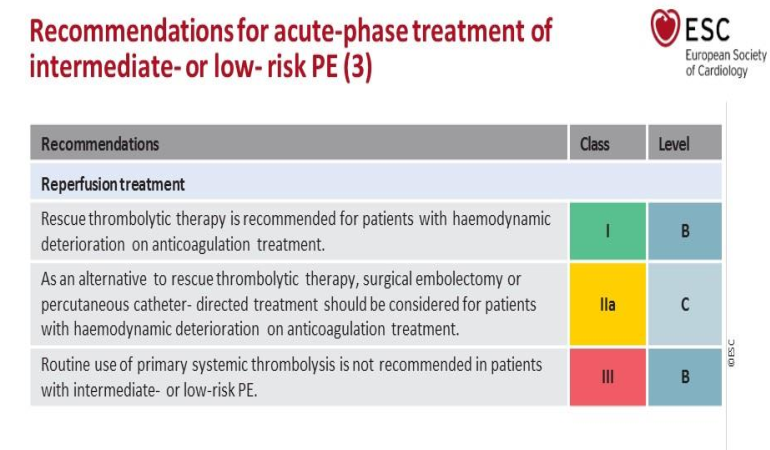 Recommendations for acute-phase treatment of
intermediate- or low- risk PE (3)
ESC
European Society
of Cardiology
Recommendations Class Level
Reperfusion treatment
Rescue thrombolytic therapy is recommended for patients with haemodynamic
deterioration on anticoagulation treatment.
I B
As an alternative to rescue thrombolytic therapy, surgical embolectomy or
percutaneous catheter- directed treatment should be considered for patients
with haemodynamic deterioration on anticoagulation treatment.
IIa C
Routine use of primary systemic thrombolysis is not recommended in patients
with intermediate- or low-risk PE.
III B
©ESC